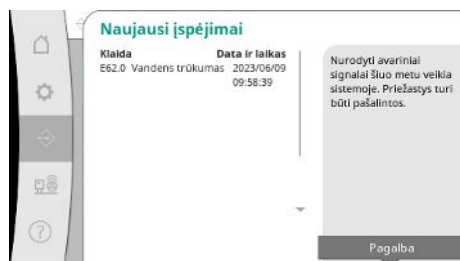 Naujausi įspėjimai
Klaida Data ir laikas
E62.0 Vandens trūkumas 2023/06/09
09:58:39
Nurodyti avariniai
signalai šiuo metu veikia
sistemoje. Priežastys turi
būti pašalintos.
Pagalba